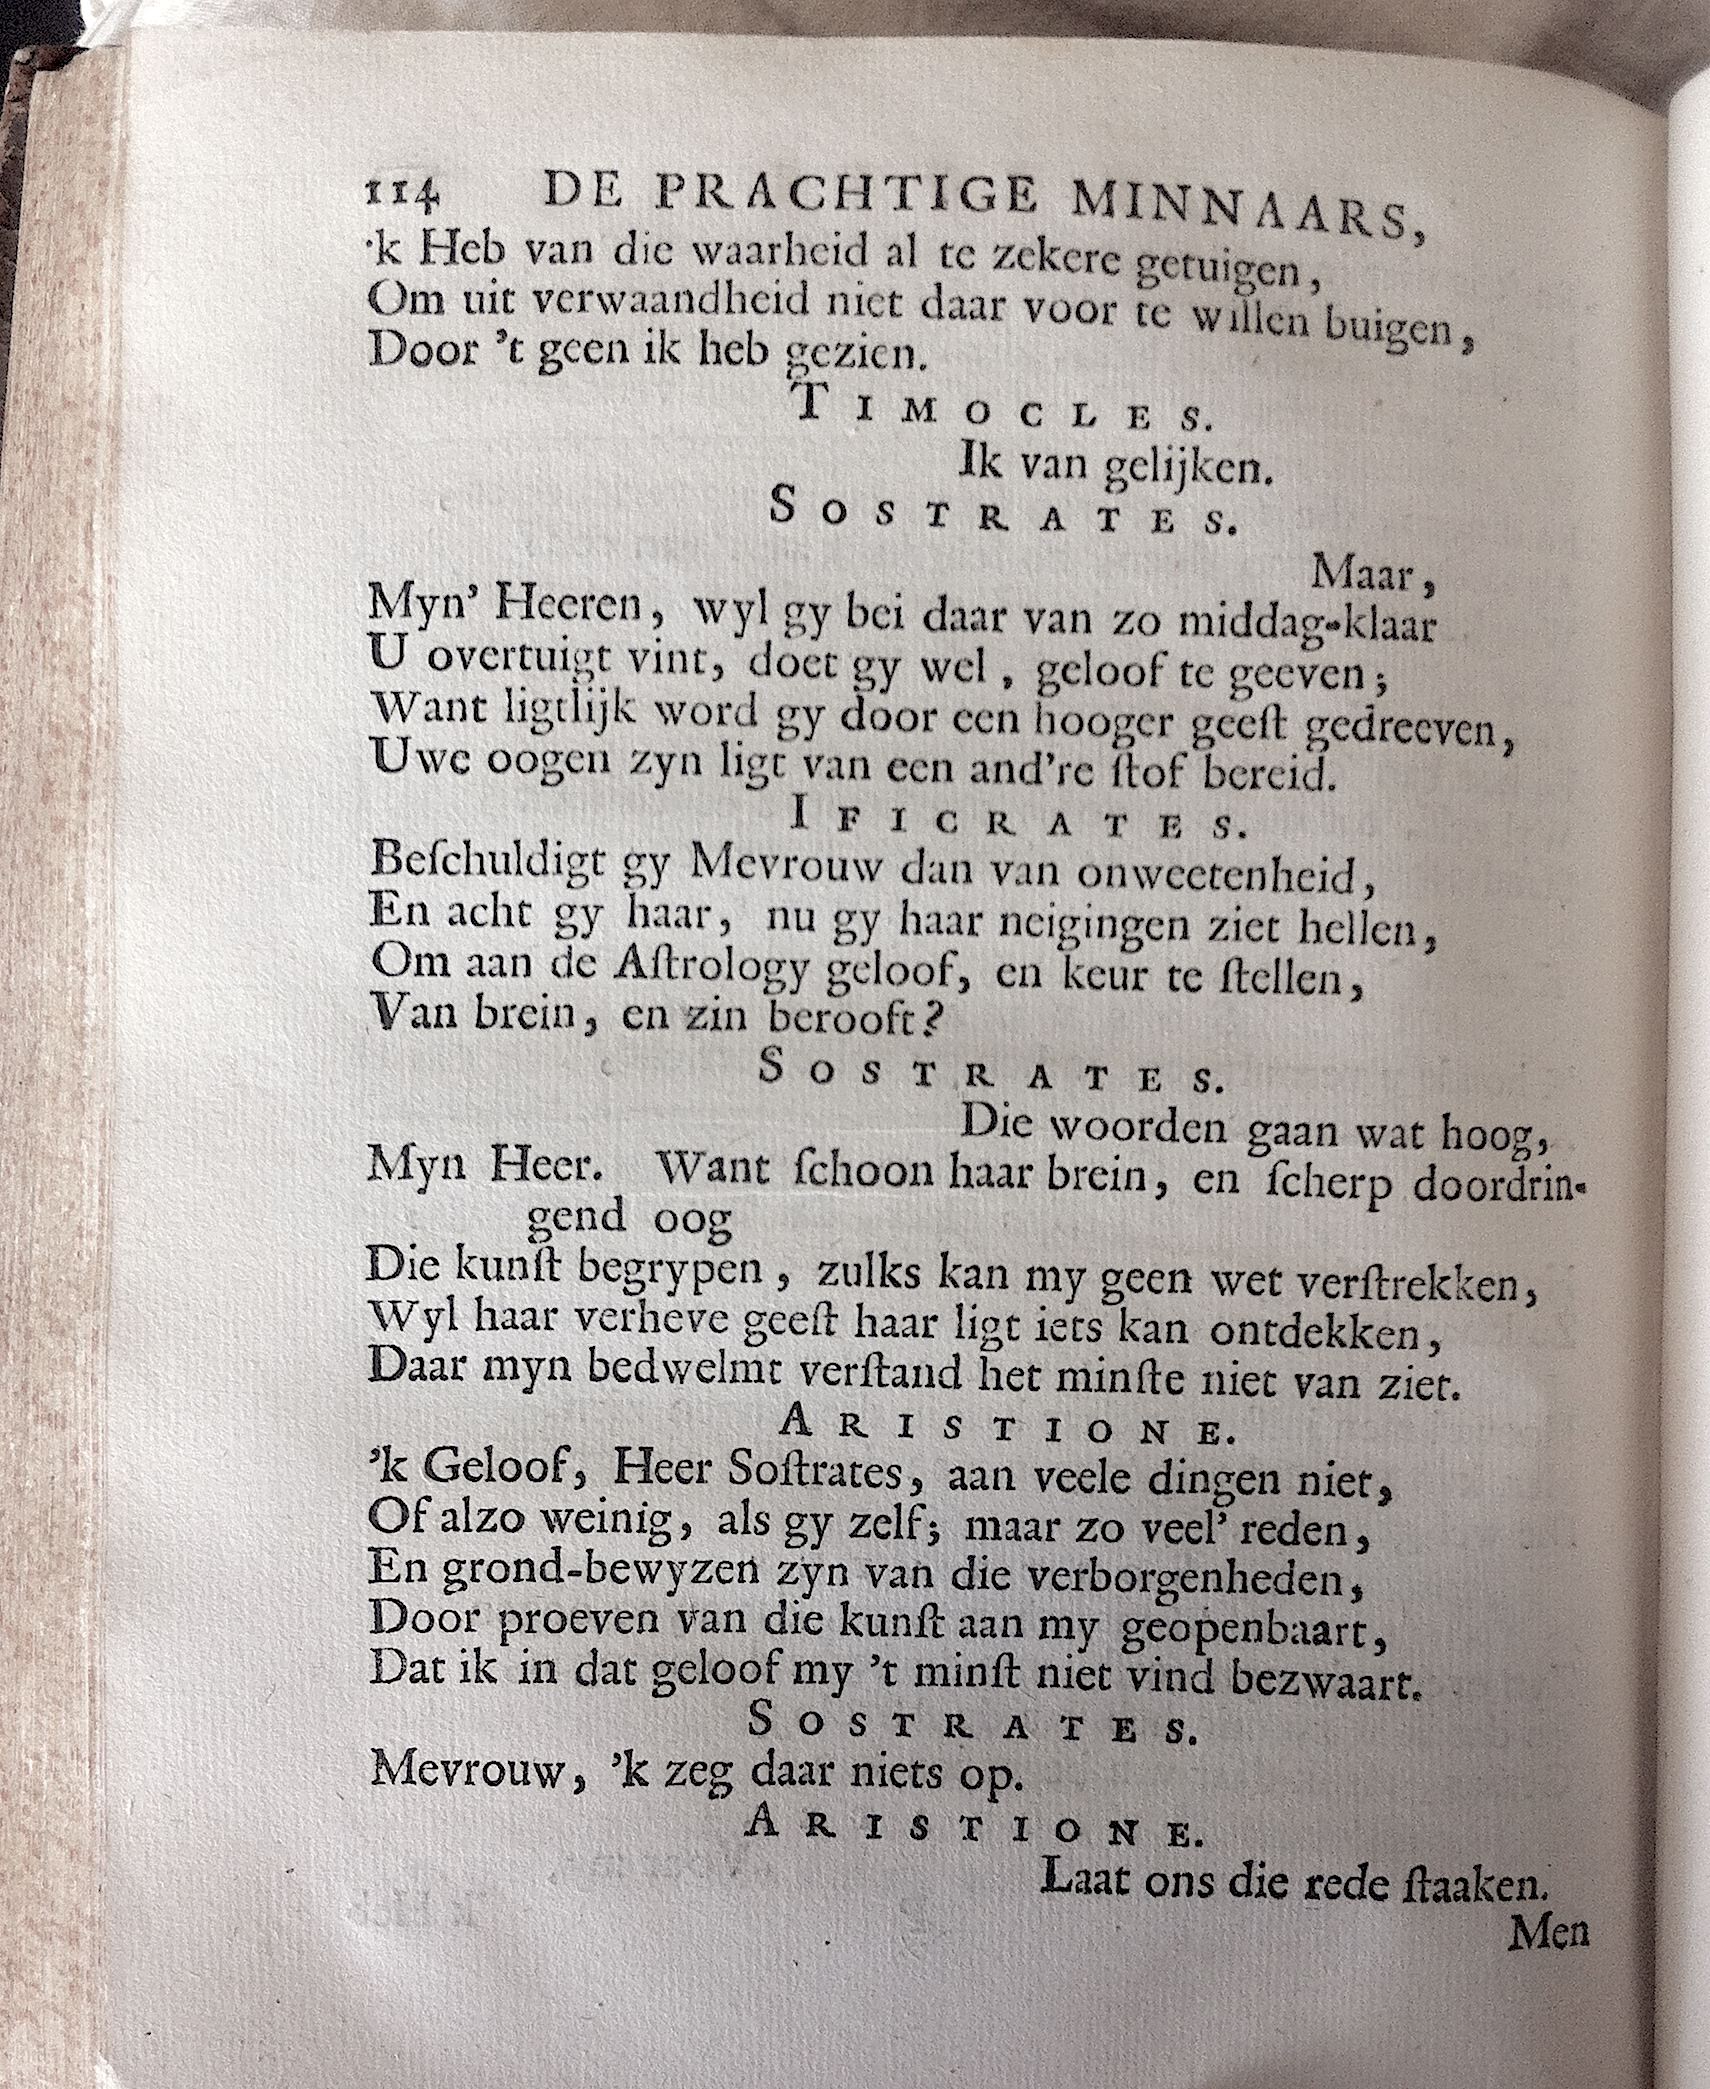 114 DE PRACHTIGE MINNAARS,
'k Heb van die waarheid al te zekere getuigen,
Om uit verwaandheid niet daar voor te willen buigen,
Door 't geen ik heb gezien.
TIMOCLES.
Ik van gelijken.
SOSTRATES.
Maar,
Myn' Heeren, wyl gy bei daar van zo middag-klaar
U overtuigt vint, doet gy wel, geloof te geeven;
Want ligtlijk word gy door een hooger geeſt gedreeven,
Uwe oogen zyn ligt van een and're ſtof bereid.
IFICRATES.
Beſchuldigt gy Mevrouw dan van onweetenheid,
En acht gy haar, nu gy haar neigingen ziet hellen,
Om aan de Aſtrology geloof, en keur te ſtellen,
Van brein, en zin berooft?
SOSTRATES.
Die woorden gaan wat hoog,
Myn Heer. Want ſchoon haar brein, en ſcherp doordrin-
gend oog
Die kunſt begrypen, zulks kan my geen wet verſtrekken,
Wyl haar verheve geeſt haar ligt iets kan ontdekken,
Daar myn bedwelmt verſtand het minſte niet van ziet.
ARISTIONE.
'k Geloof, Heer Soſtrates, aan veele dingen niet,
Of alzo weinig, als gy zelf; maar zo veel' reden,
En grond-bewyzen zyn van die verborgenheden,
Door proeven van die kunſt aan my geopenbaart,
Dat ik in dat geloof my 't minſt niet vind bezwaart.
SOSTRATES.
Mevrouw, 'k zeg daar niets op.
ARISTIONE.
Laat ons die rede ſtaaken.
Men